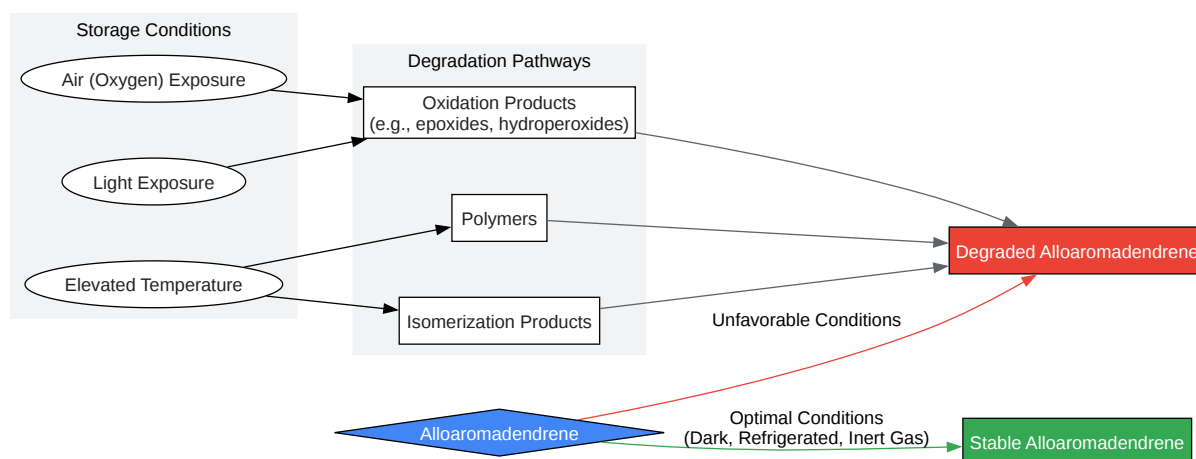 Storage Conditions
Air (Oxygen) Exposure
Light Exposure
Elevated Temperature
Degradation Pathways
Oxidation Products
(e.g., epoxides, hydroperoxides)
Polymers
Isomerization Products
Degraded Alloaromadendrene
Unfavorable Conditions
Alloaromadendrene
Optimal Conditions
(Dark, Refrigerated, Inert Gas)
Stable Alloaromadendrene